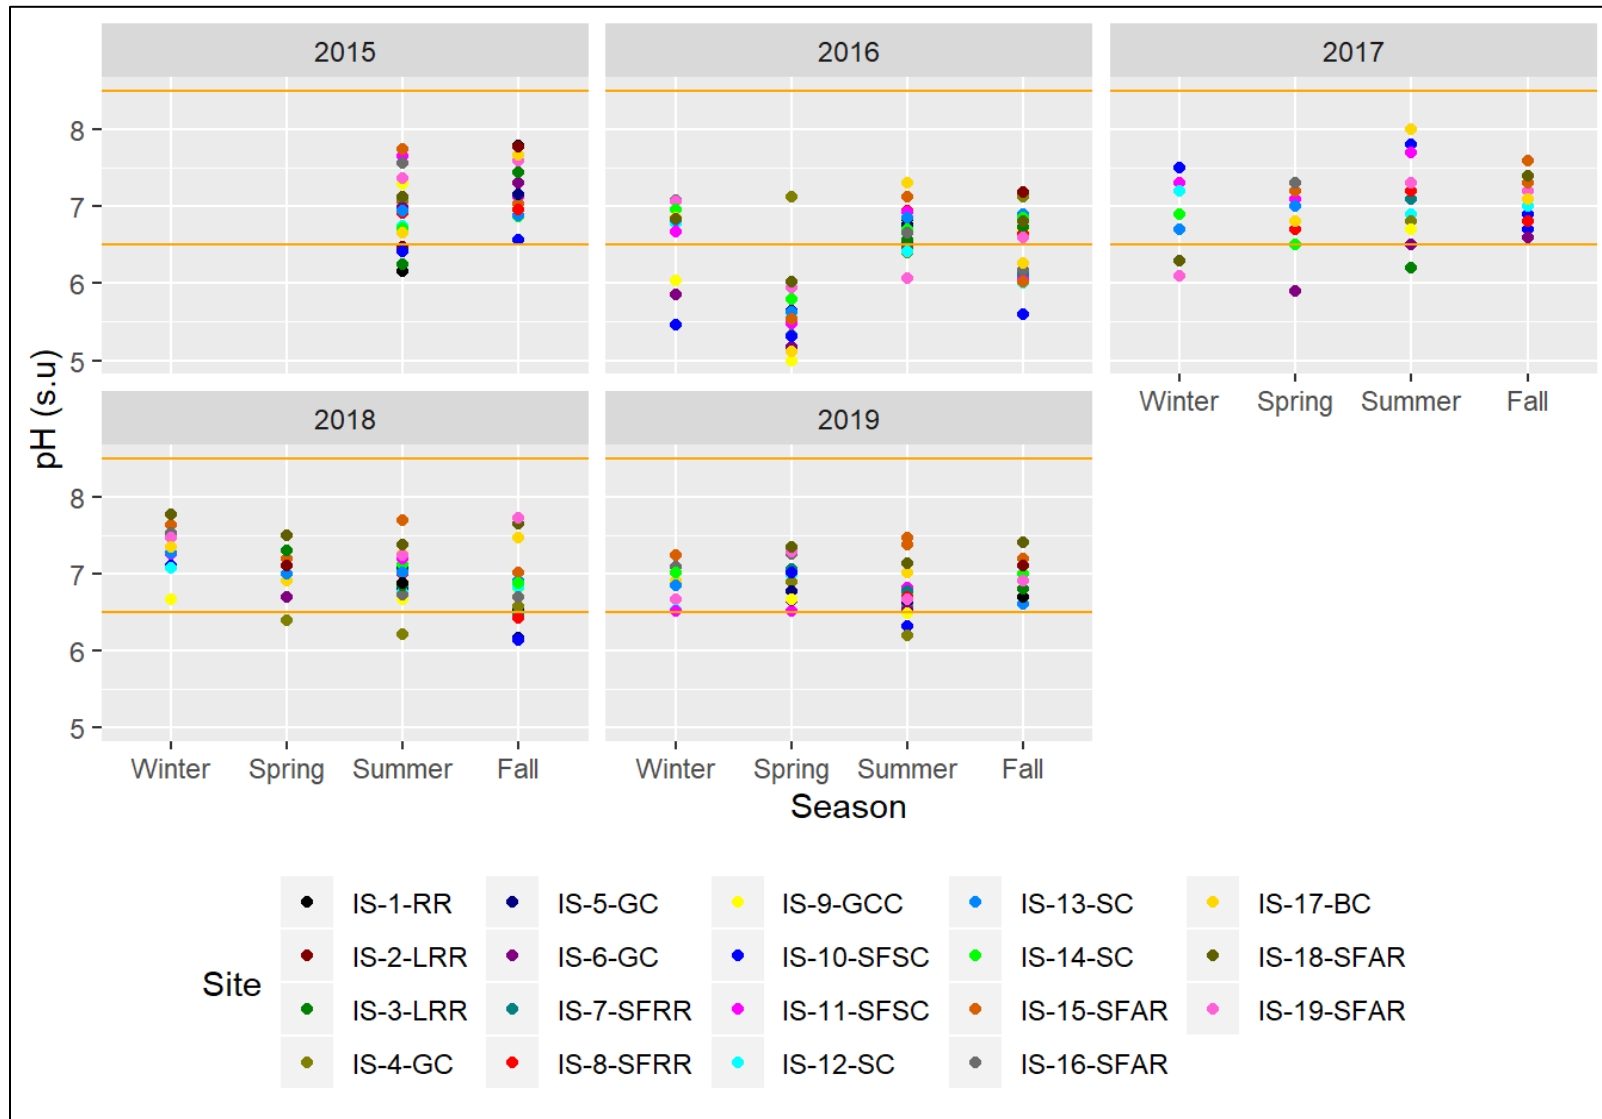 2015 2016 2017
8
7
6
5
Winter Spring Summer Fall
2018 2019
pH (s.u)
8
7
6
5
Winter Spring Summer Fall Winter Spring Summer Fall
Season
Site
IS-1-RR IS-5-GC IS-9-GCC IS-13-SC IS-17-BC
IS-2-LRR IS-6-GC IS-10-SFSC IS-14-SC IS-18-SFAR
IS-3-LRR IS-7-SFRR IS-11-SFSC IS-15-SFAR IS-19-SFAR
IS-4-GC IS-8-SFRR IS-12-SC IS-16-SFAR